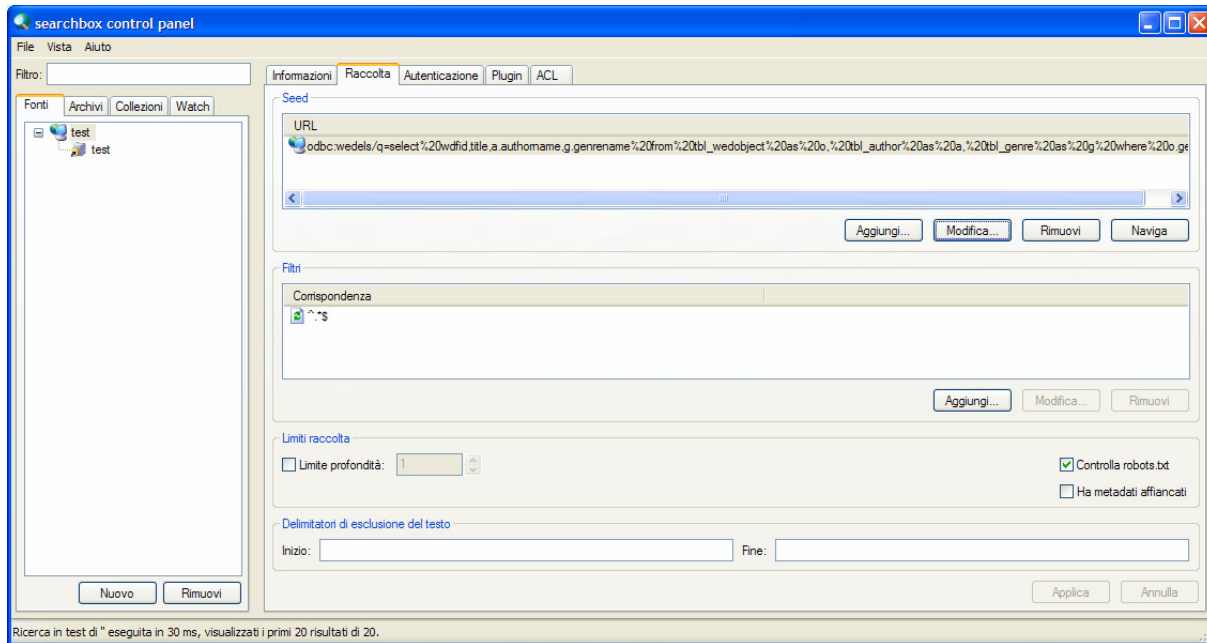 searchbox control panel
File Vista Aiuto
Filtro:
Fonti Archivi Collezioni Watch
test
test
Nuovo Rimuovi
Informazioni Raccolta Autenticazione Plugin ACL
Seed
URL
odbc:wedels/q=select%20wdfid,title,a.authorname,g.genrename%20from%20tbl_wedobject%20as%20o,%20tbl_author%20as%20a,%20tbl_genre%20as%20g%20where%20o.ge
Aggiungi... Modifica... Rimuovi Naviga
Filtri
Corrispondenza
^.*$
Aggiungi... Modifica... Rimuovi
Limiti raccolta
Limite profondità: 1
Controlla robots.txt
Ha metadati affiancati
Delimitatori di esclusione del testo
Inizio: Fine:
Applica Annulla
Ricerca in test di '' eseguita in 30 ms, visualizzati i primi 20 risultati di 20.